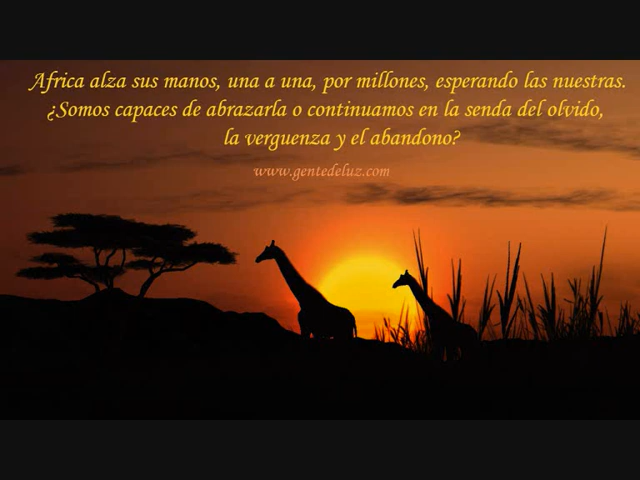 Africa alza sus manos, una a una, por millones, esperando las nuestras.
¿Somos capaces de abrazarla o continuamos en la senda del olvido,
la verguenza y el abandono?
www.gentedeluz.com